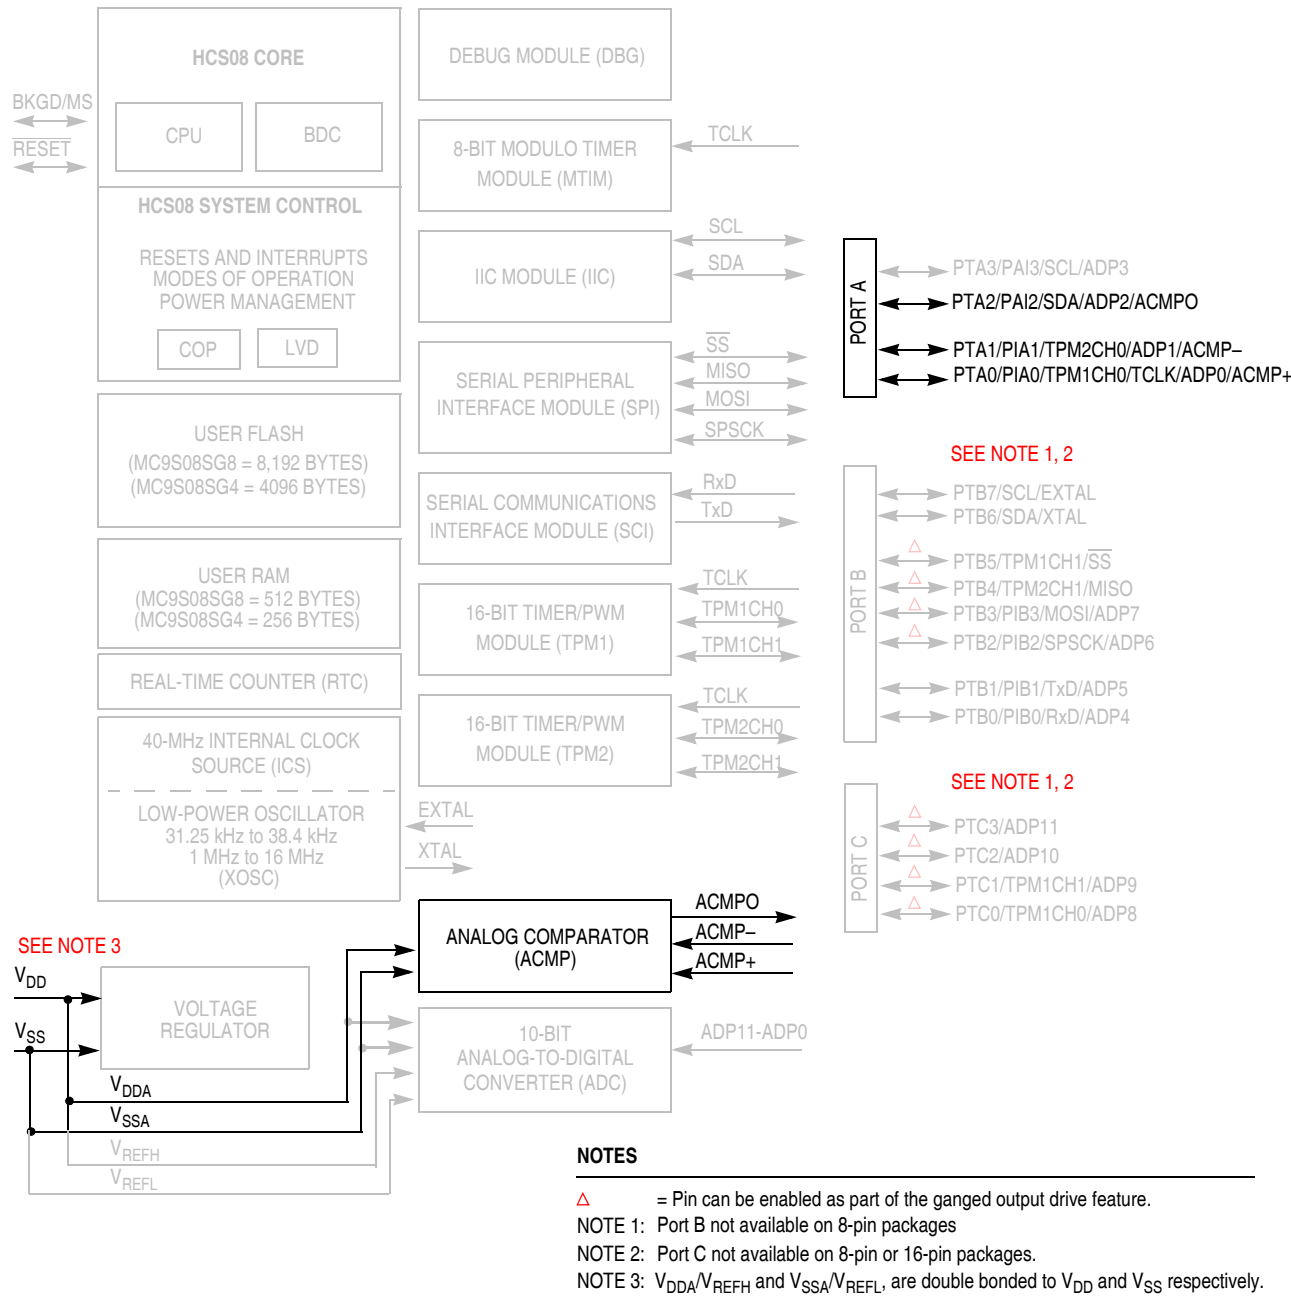 HCS08 CORE
BKGD/MS
RESET
CPU
BDC
HCS08 SYSTEM CONTROL
RESETS AND INTERRUPTS
MODES OF OPERATION
POWER MANAGEMENT
COP
LVD
USER FLASH
(MC9S08SG8 = 8,192 BYTES)
(MC9S08SG4 = 4096 BYTES)
USER RAM
(MC9S08SG8 = 512 BYTES)
(MC9S08SG4 = 256 BYTES)
REAL-TIME COUNTER (RTC)
40-MHz INTERNAL CLOCK
SOURCE (ICS)
LOW-POWER OSCILLATOR
31.25 kHz to 38.4 kHz
1 MHz to 16 MHz
(XOSC)
EXTAL
XTAL
SEE NOTE 3
VDD
VSS
VOLTAGE
REGULATOR
VDDA
VSSA
VREFH
VREFL
DEBUG MODULE (DBG)
8-BIT MODULO TIMER
MODULE (MTIM)
TCLK
IIC MODULE (IIC)
SCL
SDA
SERIAL PERIPHERAL
INTERFACE MODULE (SPI)
SS
MISO
MOSI
SPSCK
SERIAL COMMUNICATIONS
INTERFACE MODULE (SCI)
RxD
TxD
16-BIT TIMER/PWM
MODULE (TPM1)
TCLK
TPM1CH0
TPM1CH1
16-BIT TIMER/PWM
MODULE (TPM2)
TCLK
TPM2CH0
TPM2CH1
ANALOG COMPARATOR
(ACMP)
ACMPO
ACMP–
ACMP+
10-BIT
ANALOG-TO-DIGITAL
CONVERTER (ADC)
ADP11-ADP0
PORT A
PTA3/PAI3/SCL/ADP3
PTA2/PAI2/SDA/ADP2/ACMPO
PTA1/PIA1/TPM2CH0/ADP1/ACMP–
PTA0/PIA0/TPM1CH0/TCLK/ADP0/ACMP+
SEE NOTE 1, 2
PORT B
PTB7/SCL/EXTAL
PTB6/SDA/XTAL
PTB5/TPM1CH1/SS
PTB4/TPM2CH1/MISO
PTB3/PIB3/MOSI/ADP7
PTB2/PIB2/SPSCK/ADP6
PTB1/PIB1/TxD/ADP5
PTB0/PIB0/RxD/ADP4
SEE NOTE 1, 2
PORT C
PTC3/ADP11
PTC2/ADP10
PTC1/TPM1CH1/ADP9
PTC0/TPM1CH0/ADP8
NOTES
△ = Pin can be enabled as part of the ganged output drive feature.
NOTE 1: Port B not available on 8-pin packages
NOTE 2: Port C not available on 8-pin or 16-pin packages.
NOTE 3: VDDA/VREFH and VSSA/VREFL, are double bonded to VDD and VSS respectively.